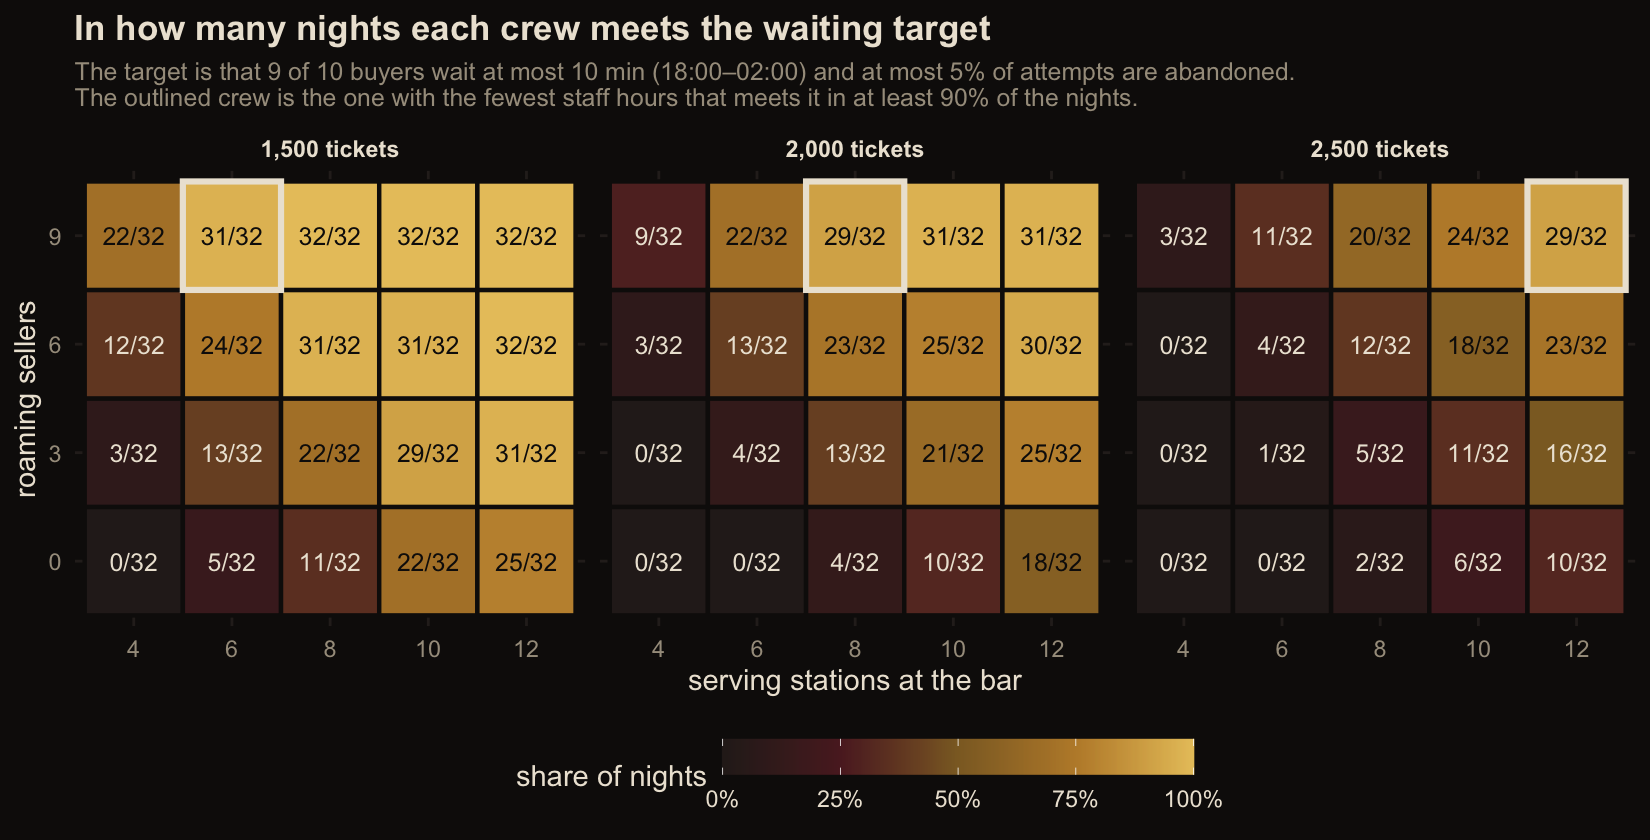 In how many nights each crew meets the waiting target
The target is that 9 of 10 buyers wait at most 10 min (18:00–02:00) and at most 5% of attempts are abandoned.
The outlined crew is the one with the fewest staff hours that meets it in at least 90% of the nights.
1,500 tickets 2,000 tickets 2,500 tickets
roaming sellers
9 22/32 31/32 32/32 32/32 32/32 9/32 22/32 29/32 31/32 31/32 3/32 11/32 20/32 24/32 29/32
6 12/32 24/32 31/32 31/32 32/32 3/32 13/32 23/32 25/32 30/32 0/32 4/32 12/32 18/32 23/32
3 3/32 13/32 22/32 29/32 31/32 0/32 4/32 13/32 21/32 25/32 0/32 1/32 5/32 11/32 16/32
0 0/32 5/32 11/32 22/32 25/32 0/32 0/32 4/32 10/32 18/32 0/32 0/32 2/32 6/32 10/32
4 6 8 10 12 4 6 8 10 12 4 6 8 10 12
serving stations at the bar
share of nights
0% 25% 50% 75% 100%